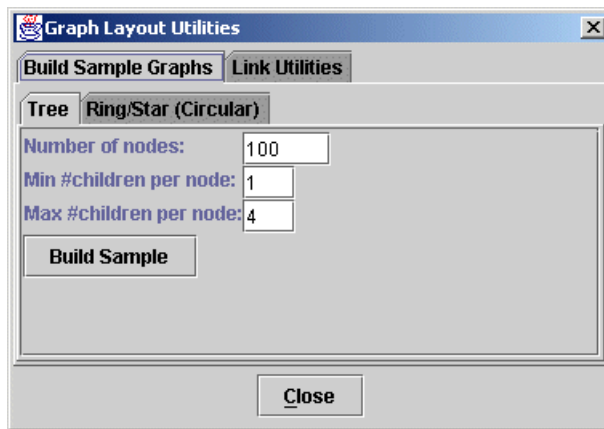 Graph Layout Utilities
Build Sample Graphs Link Utilities
Tree Ring/Star (Circular)
Number of nodes: 100
Min #children per node: 1
Max #children per node: 4
Build Sample
Close